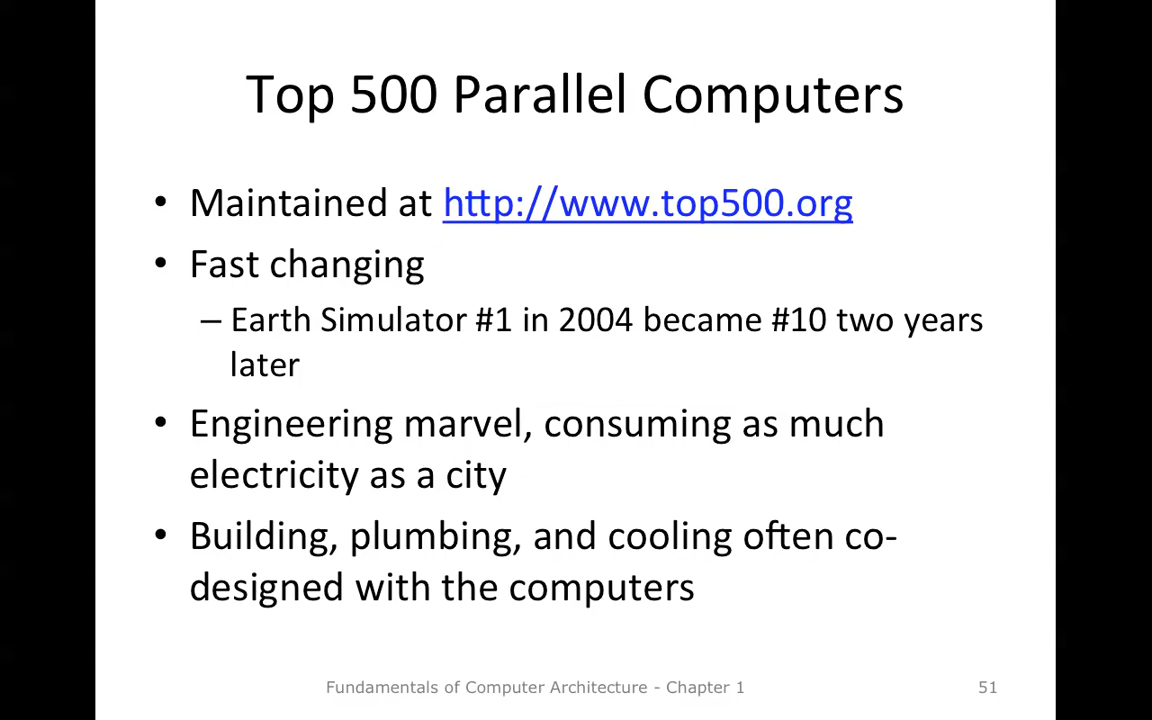 Top 500 Parallel Computers
• Maintained at http://www.top500.org
• Fast changing
– Earth Simulator #1 in 2004 became #10 two years
later
• Engineering marvel, consuming as much
electricity as a city
• Building, plumbing, and cooling often co-
designed with the computers
Fundamentals of Computer Architecture - Chapter 1 51